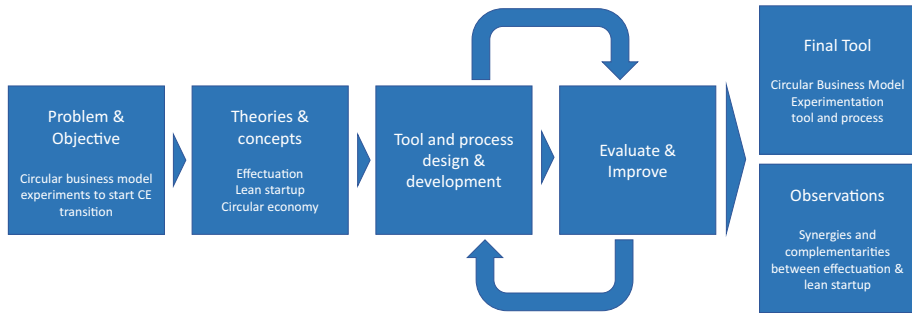 Problem &
Objective
Circular business model
experiments to start CE
transition
Theories &
concepts
Effectuation
Lean startup
Circular economy
Tool and process
design &
development
Evaluate &
Improve
Final Tool
Circular Business Model
Experimentation
tool and process
Observations
Synergies and
complementarities
between effectuation &
lean startup